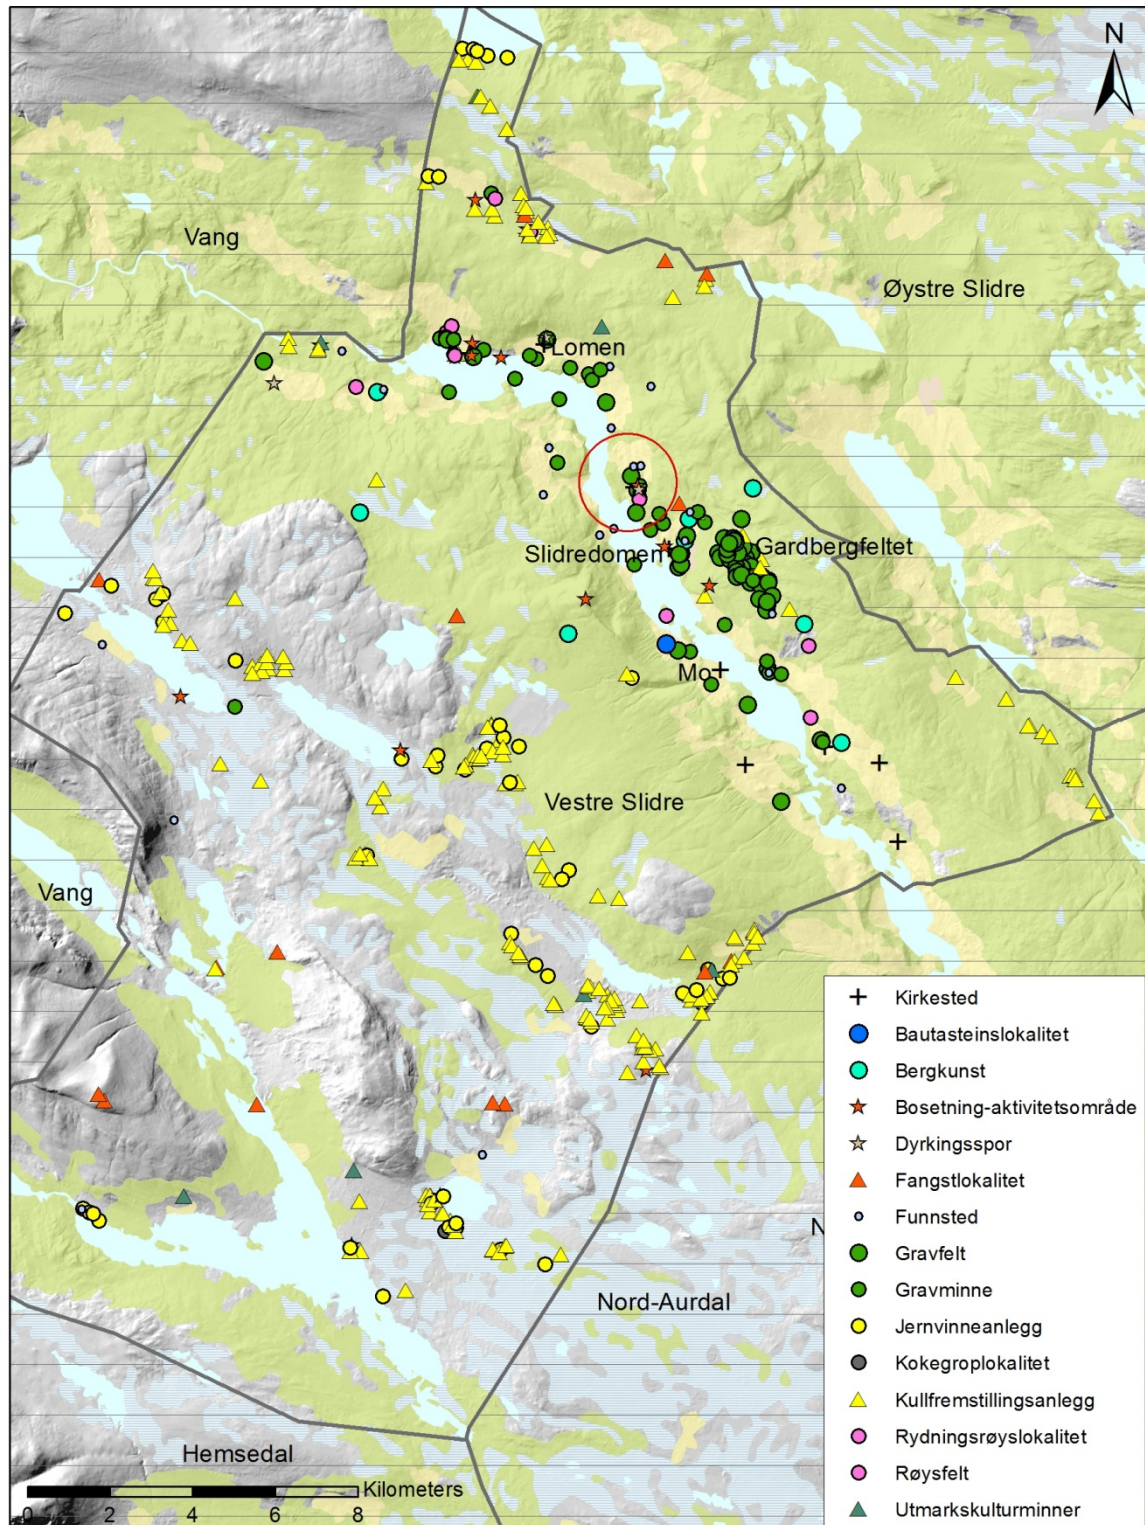 N
Vang
Øystre Slidre
Lomen
Slidredomen
Gardbergfeltet
Mo
Vestre Slidre
Vang
N
Nord-Aurdal
Hemsedal
Kilometers
0 2 4 6 8
Kirkested
Bautasteinslokalitet
Bergkunst
Bosetning-aktivitetsområde
Dyrkingsspor
Fangstlokalitet
Funnsted
Gravfelt
Gravminne
Jernvinneanlegg
Kokegroplokalitet
Kullfremstillingsanlegg
Rydningsrøyslokalitet
Røysfelt
Utmarkskulturminner